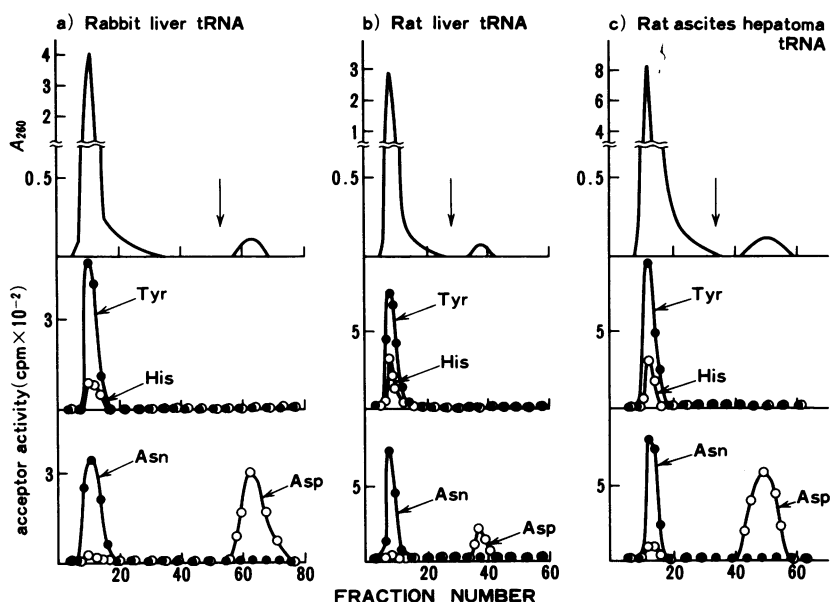 a) Rabbit liver tRNA
b) Rat liver tRNA
c) Rat ascites hepatoma
tRNA
4
3
2
0.5
A260
3
2
1
0.5
8
6
4
0.5
3
Tyr
His
5
Tyr
His
5
Tyr
His
acceptor activity(cpm×10⁻²)
3
Asn
Asp
5
Asn
Asp
5
Asn
Asp
20 40 60 80
0 20 40 60
0 20 40 60
FRACTION NUMBER